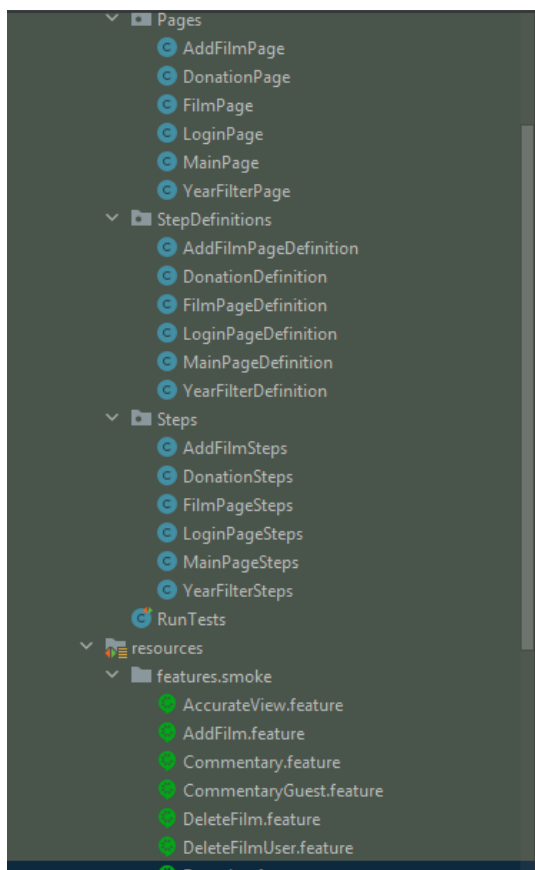 Pages
AddFilmPage
DonationPage
FilmPage
LoginPage
MainPage
YearFilterPage
StepDefinitions
AddFilmPageDefinition
DonationDefinition
FilmPageDefinition
LoginPageDefinition
MainPageDefinition
YearFilterDefinition
Steps
AddFilmSteps
DonationSteps
FilmPageSteps
LoginPageSteps
MainPageSteps
YearFilterSteps
RunTests
resources
features.smoke
AccurateView.feature
AddFilm.feature
Commentary.feature
CommentaryGuest.feature
DeleteFilm.feature
DeleteFilmUser.feature